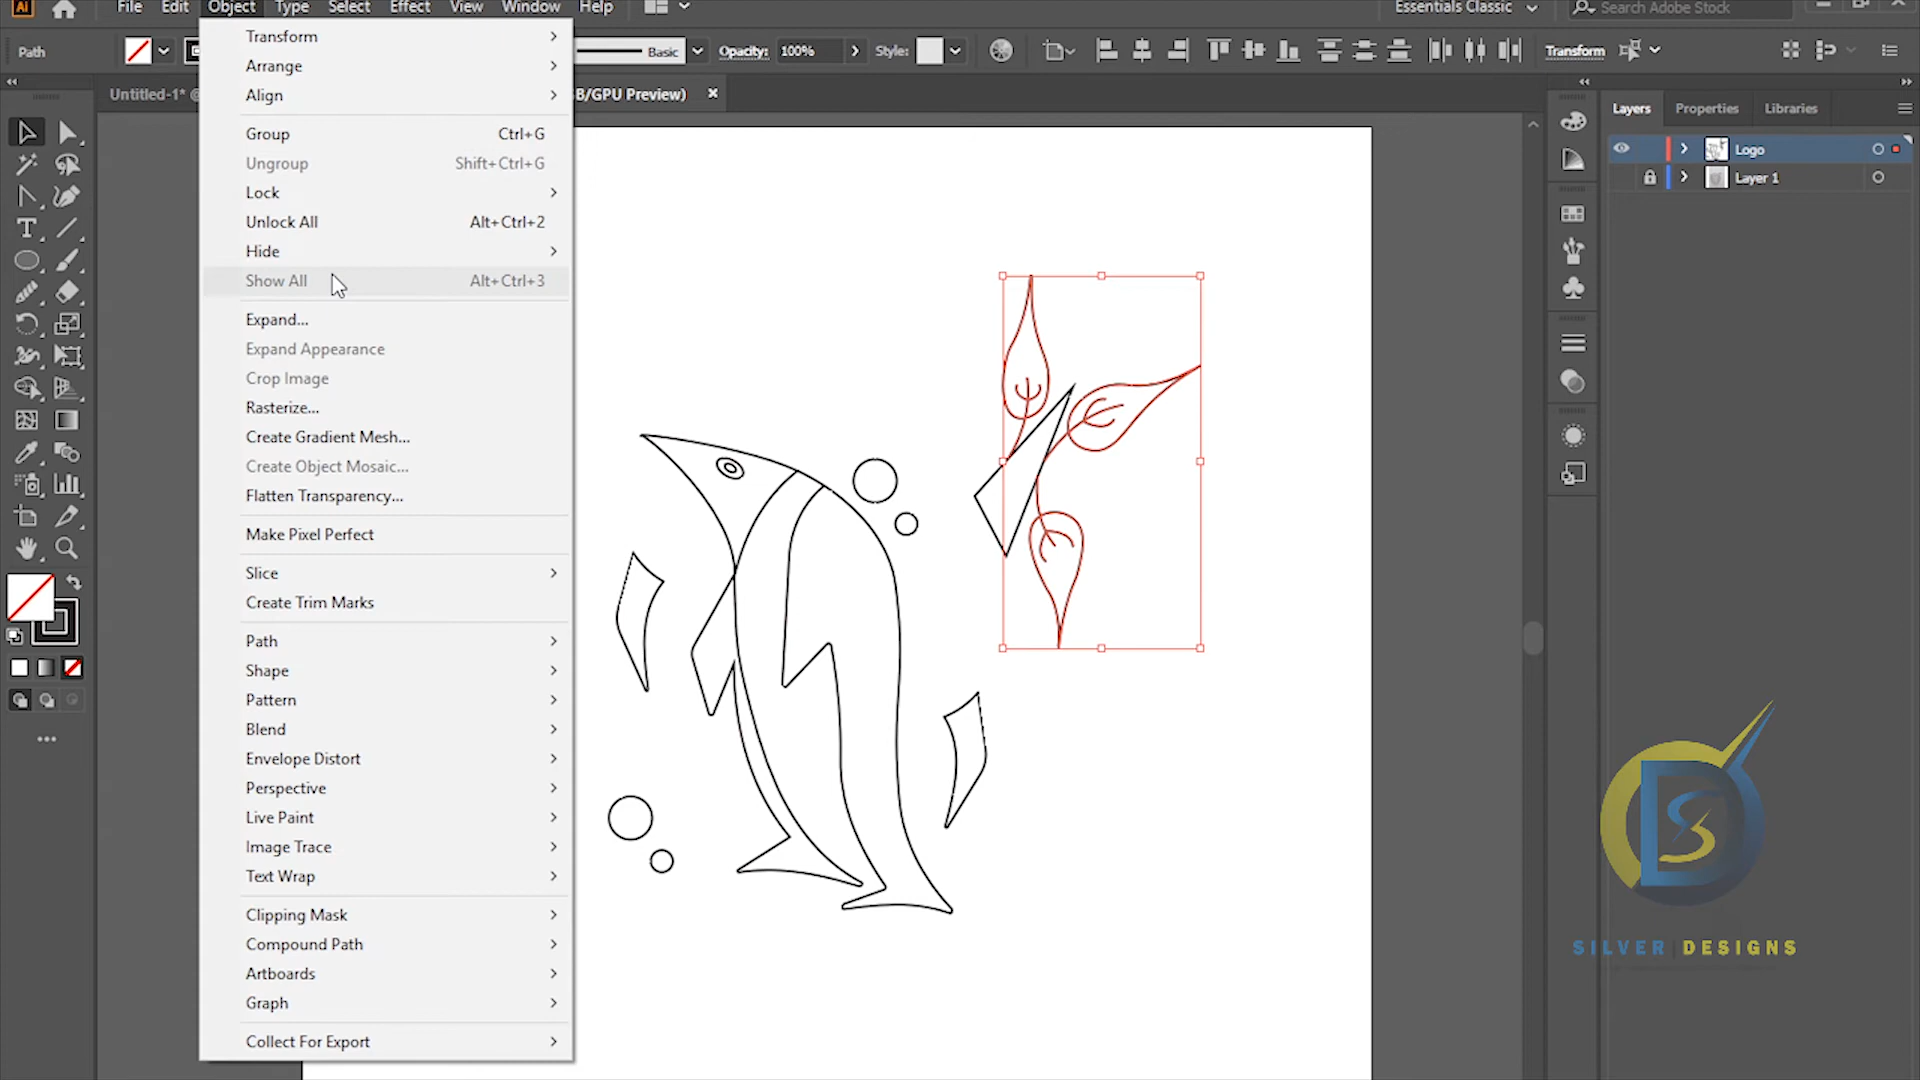 Ai File Edit Object Type Select Effect View Window Help Essentials Classic Search Adobe Stock
Path Basic Opacity: 100% Style: Transform
Untitled-1* @ B/GPU Preview)
Transform
Arrange
Align
Group Ctrl+G
Ungroup Shift+Ctrl+G
Lock
Unlock All Alt+Ctrl+2
Hide
Show All Alt+Ctrl+3
Expand...
Expand Appearance
Crop Image
Rasterize...
Create Gradient Mesh...
Create Object Mosaic...
Flatten Transparency...
Make Pixel Perfect
Slice
Create Trim Marks
Path
Shape
Pattern
Blend
Envelope Distort
Perspective
Live Paint
Image Trace
Text Wrap
Clipping Mask
Compound Path
Artboards
Graph
Collect For Export
Layers Properties Libraries
Logo
Layer 1
SILVER DESIGNS